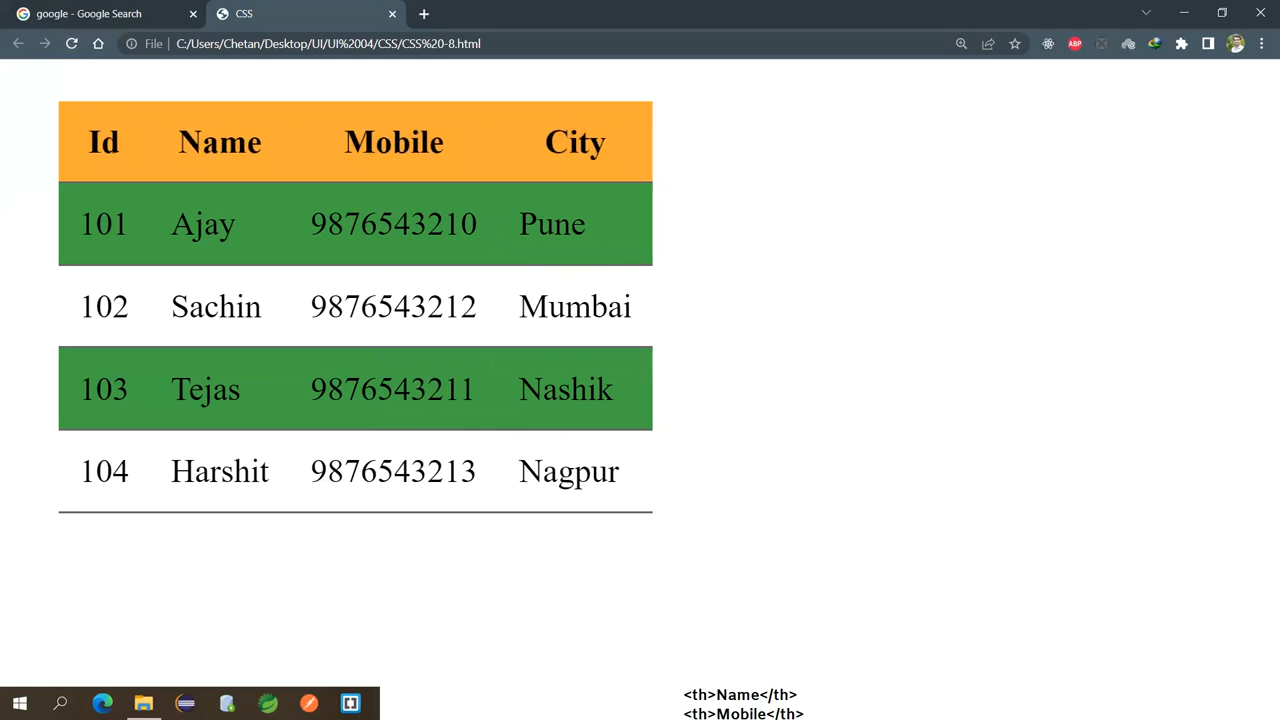 google - Google Search
CSS
File
C:/Users/Chetan/Desktop/UI/UI%2004/CSS/CSS%20-8.html
ABP
Id Name Mobile City
101 Ajay 9876543210 Pune
102 Sachin 9876543212 Mumbai
103 Tejas 9876543211 Nashik
104 Harshit 9876543213 Nagpur
<th>Name</th>
<th>Mobile</th>